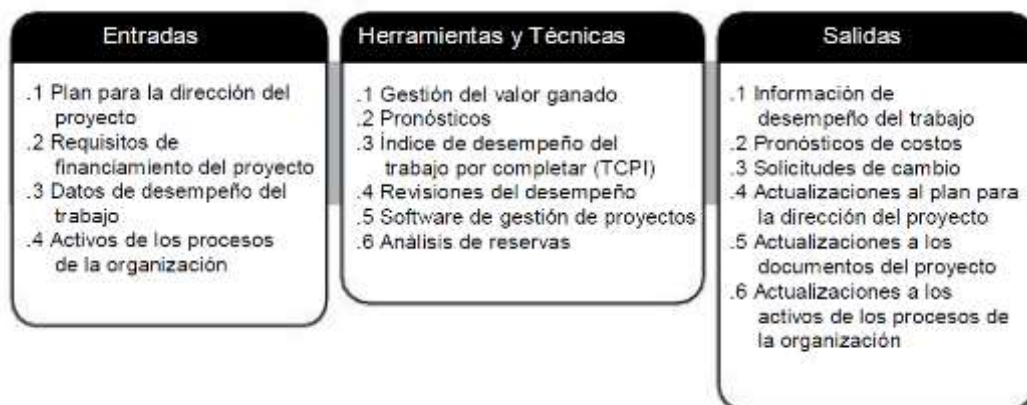 Entradas
.1 Plan para la dirección del
proyecto
.2 Requisitos de
financiamiento del proyecto
.3 Datos de desempeño del
trabajo
.4 Activos de los procesos
de la organización
Herramientas y Técnicas
.1 Gestión del valor ganado
.2 Pronósticos
.3 Índice de desempeño del
trabajo por completar (TCPI)
.4 Revisiones del desempeño
.5 Software de gestión de proyectos
.6 Análisis de reservas
Salidas
.1 Información de
desempeño del trabajo
.2 Pronósticos de costos
.3 Solicitudes de cambio
.4 Actualizaciones al plan para
la dirección del proyecto
.5 Actualizaciones a los
documentos del proyecto
.6 Actualizaciones a los
activos de los procesos de
la organización